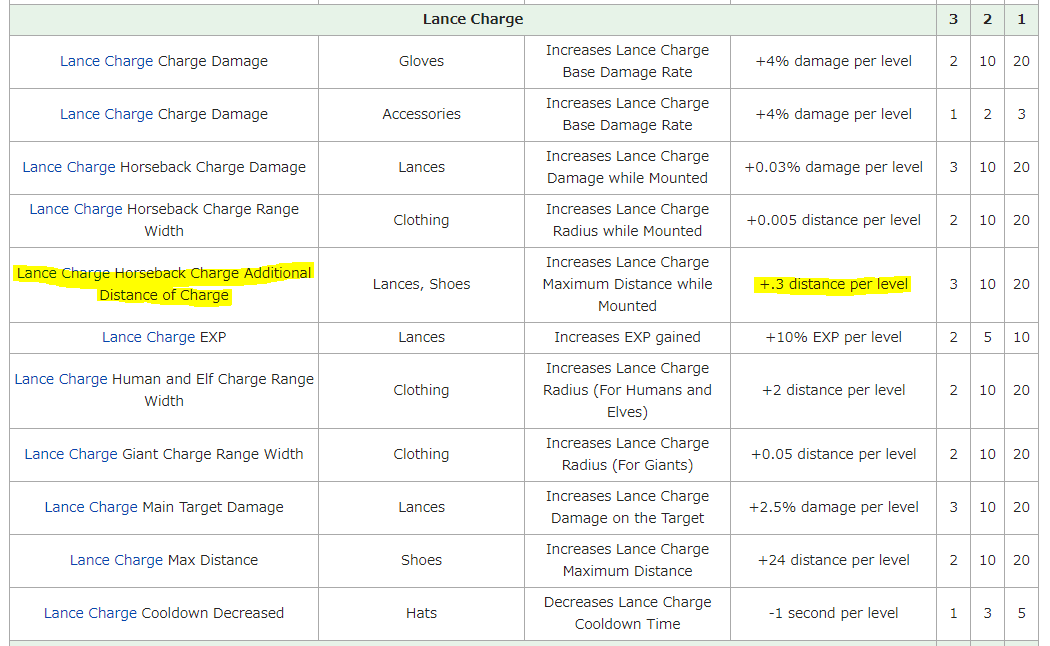 Lance Charge 3 2 1
Lance Charge Charge Damage Gloves Increases Lance Charge Base Damage Rate +4% damage per level 2 10 20
Lance Charge Charge Damage Accessories Increases Lance Charge Base Damage Rate +4% damage per level 1 2 3
Lance Charge Horseback Charge Damage Lances Increases Lance Charge Damage while Mounted +0.03% damage per level 3 10 20
Lance Charge Horseback Charge Range Width Clothing Increases Lance Charge Radius while Mounted +0.005 distance per level 2 10 20
Lance Charge Horseback Charge Additional Distance of Charge Lances, Shoes Increases Lance Charge Maximum Distance while Mounted +.3 distance per level 3 10 20
Lance Charge EXP Lances Increases EXP gained +10% EXP per level 2 5 10
Lance Charge Human and Elf Charge Range Width Clothing Increases Lance Charge Radius (For Humans and Elves) +2 distance per level 2 10 20
Lance Charge Giant Charge Range Width Clothing Increases Lance Charge Radius (For Giants) +0.05 distance per level 2 10 20
Lance Charge Main Target Damage Lances Increases Lance Charge Damage on the Target +2.5% damage per level 3 10 20
Lance Charge Max Distance Shoes Increases Lance Charge Maximum Distance +24 distance per level 2 10 20
Lance Charge Cooldown Decreased Hats Decreases Lance Charge Cooldown Time -1 second per level 1 3 5